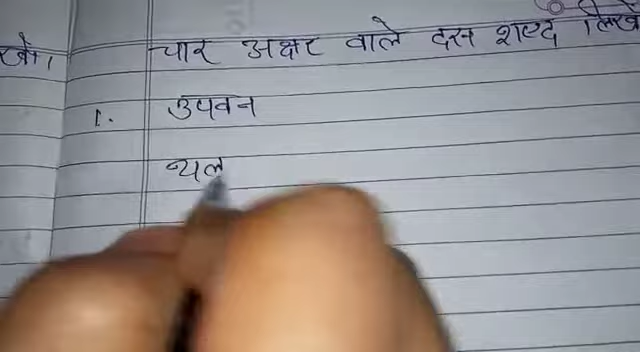 खो।
चार अक्षर वाले दस शब्द लिखें
1. उपवन
चल